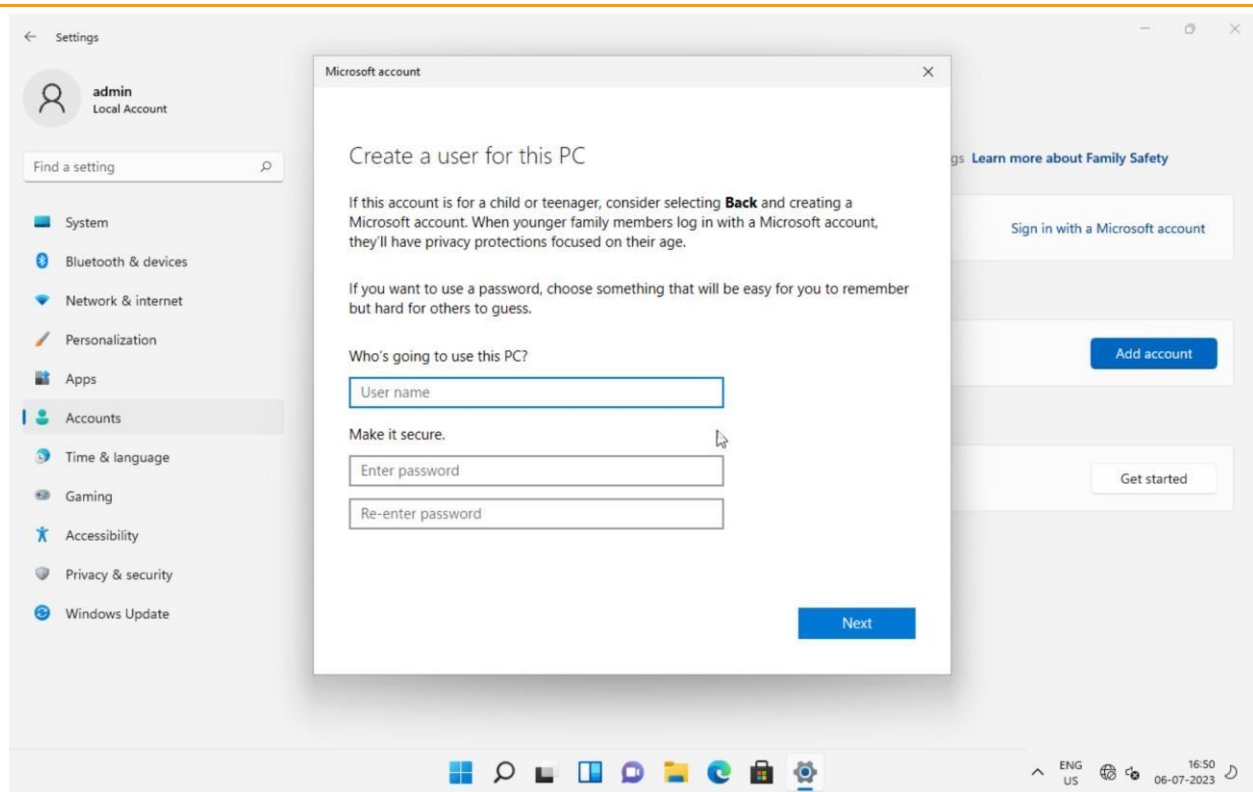 Settings
admin
Local Account
Find a setting
System
Bluetooth & devices
Network & internet
Personalization
Apps
Accounts
Time & language
Gaming
Accessibility
Privacy & security
Windows Update
Microsoft account
Create a user for this PC
If this account is for a child or teenager, consider selecting Back and creating a
Microsoft account. When younger family members log in with a Microsoft account,
they'll have privacy protections focused on their age.
If you want to use a password, choose something that will be easy for you to remember
but hard for others to guess.
Who's going to use this PC?
User name
Make it secure.
Enter password
Re-enter password
Next
gs Learn more about Family Safety
Sign in with a Microsoft account
Add account
Get started
ENG
US
16:50
06-07-2023